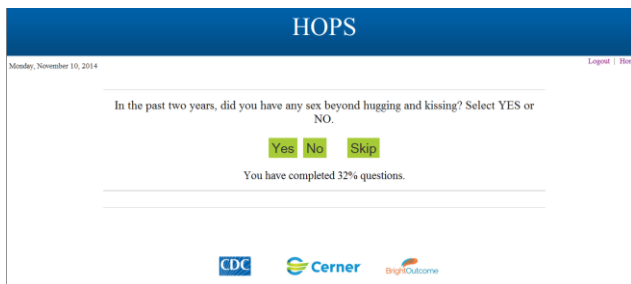 HOPS
Monday, November 10, 2014
Logout | Hom
In the past two years, did you have any sex beyond hugging and kissing? Select YES or
NO.
Yes No Skip
You have completed 32% questions.
CDC Cerner BrightOutcome